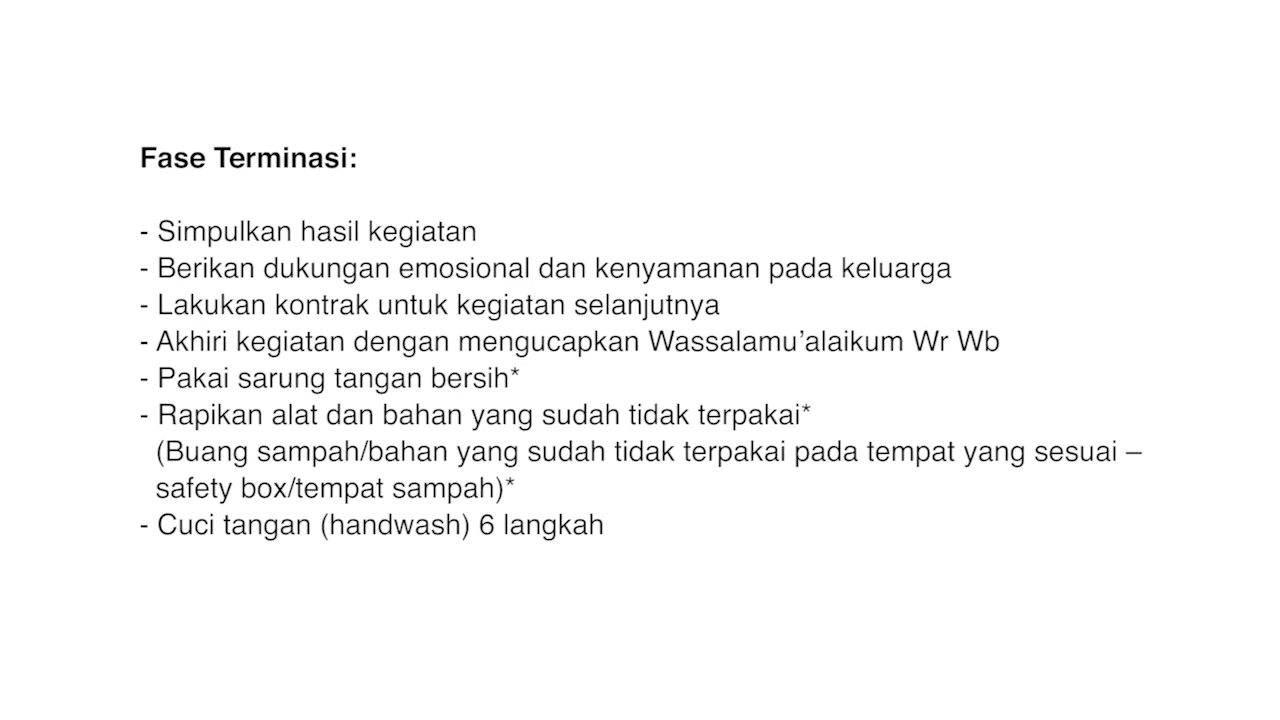 Fase Terminasi:
- Simpulkan hasil kegiatan
- Berikan dukungan emosional dan kenyamanan pada keluarga
- Lakukan kontrak untuk kegiatan selanjutnya
- Akhiri kegiatan dengan mengucapkan Wassalamu’alaikum Wr Wb
- Pakai sarung tangan bersih*
- Rapikan alat dan bahan yang sudah tidak terpakai*
(Buang sampah/bahan yang sudah tidak terpakai pada tempat yang sesuai –
safety box/tempat sampah)*
- Cuci tangan (handwash) 6 langkah